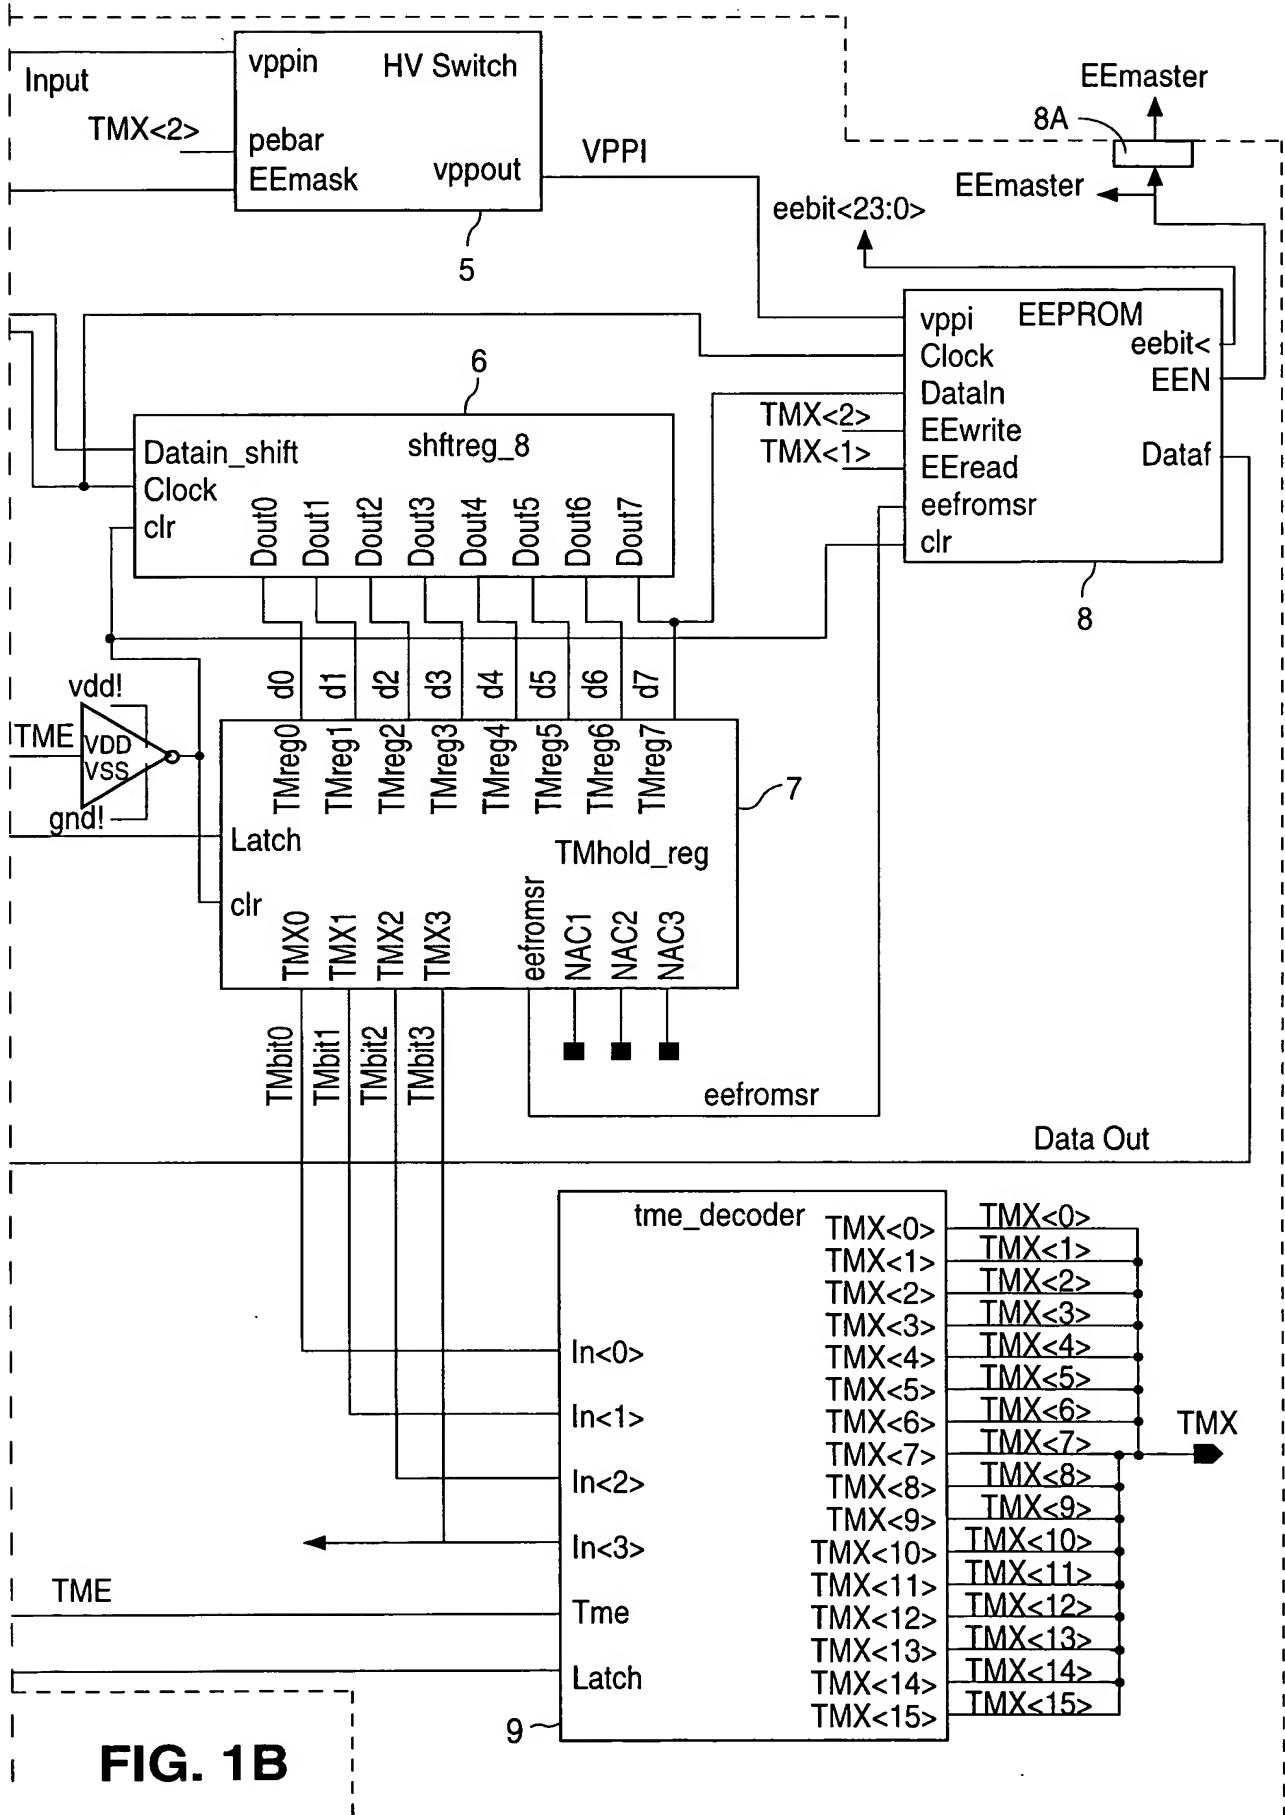 Input
vppin
HV Switch
TMX<2>
pebar
EEmask
vppout
VPPI
5
EEmaster
8A
EEmaster
eebit<23:0>
vppi
EEPROM
Clock
DataIn
TMX<2>
EEwrite
TMX<1>
EEread
eefromsr
clr
eebit<
EEN
Dataf
8
6
Datain_shift
shftreg_8
Clock
clr
Dout0
Dout1
Dout2
Dout3
Dout4
Dout5
Dout6
Dout7
d0
d1
d2
d3
d4
d5
d6
d7
vdd!
TME
VDD
VSS
gnd!
TMreg0
TMreg1
TMreg2
TMreg3
TMreg4
TMreg5
TMreg6
TMreg7
7
Latch
TMhold_reg
clr
TMX0
TMX1
TMX2
TMX3
eefromsr
NAC1
NAC2
NAC3
TMbit0
TMbit1
TMbit2
TMbit3
eefromsr
Data Out
tme_decoder
In<0>
In<1>
In<2>
In<3>
TME
Tme
Latch
TMX<0>
TMX<1>
TMX<2>
TMX<3>
TMX<4>
TMX<5>
TMX<6>
TMX<7>
TMX<8>
TMX<9>
TMX<10>
TMX<11>
TMX<12>
TMX<13>
TMX<14>
TMX<15>
TMX<0>
TMX<1>
TMX<2>
TMX<3>
TMX<4>
TMX<5>
TMX<6>
TMX<7>
TMX<8>
TMX<9>
TMX<10>
TMX<11>
TMX<12>
TMX<13>
TMX<14>
TMX<15>
TMX
9
FIG. 1B